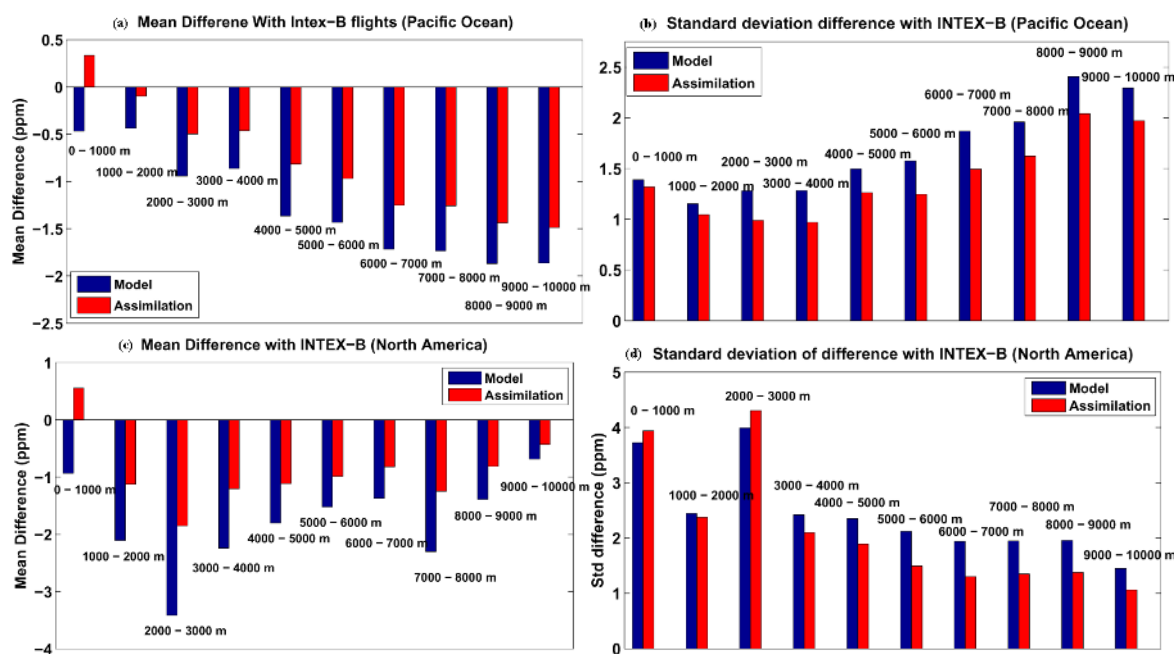 (a) Mean Differene With Intex-B flights (Pacific Ocean)
Mean Difference (ppm)
0.5
0
−0.5
−1
−1.5
−2
−2.5
0 − 1000 m
1000 − 2000 m
2000 − 3000 m
3000 − 4000 m
4000 − 5000 m
5000 − 6000 m
6000 − 7000 m
7000 − 8000 m
8000 − 9000 m
9000 − 10000 m
Model
Assimilation
(b) Standard deviation difference with INTEX−B (Pacific Ocean)
2.5
2
1.5
1
0.5
0
Model
Assimilation
0 − 1000 m
1000 − 2000 m
2000 − 3000 m
3000 − 4000 m
4000 − 5000 m
5000 − 6000 m
6000 − 7000 m
7000 − 8000 m
8000 − 9000 m
9000 − 10000 m
(c) Mean Difference with INTEX−B (North America)
Mean Difference (ppm)
1
0
−1
−2
−3
−4
Model
Assimilation
0 − 1000 m
1000 − 2000 m
2000 − 3000 m
3000 − 4000 m
4000 − 5000 m
5000 − 6000 m
6000 − 7000 m
7000 − 8000 m
8000 − 9000 m
9000 − 10000 m
(d) Standard deviation of difference with INTEX−B (North America)
Std difference (ppm)
5
4
3
2
1
0
Model
Assimilation
0 − 1000 m
1000 − 2000 m
2000 − 3000 m
3000 − 4000 m
4000 − 5000 m
5000 − 6000 m
6000 − 7000 m
7000 − 8000 m
8000 − 9000 m
9000 − 10000 m